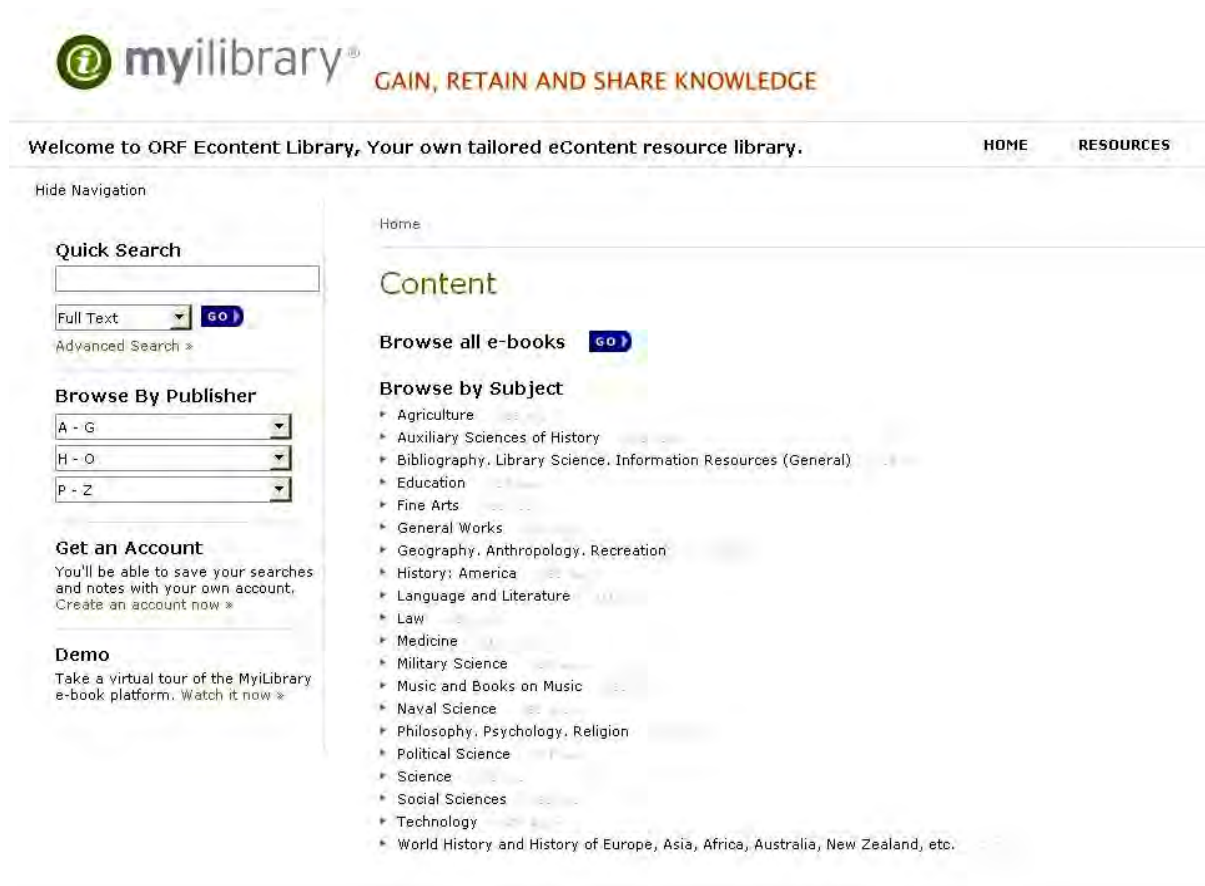 myilibrary®
GAIN, RETAIN AND SHARE KNOWLEDGE
Welcome to ORF Econtent Library, Your own tailored eContent resource library.
HOME
RESOURCES
Hide Navigation
Quick Search
Full Text
GO
Advanced Search »
Browse By Publisher
A - G
H - O
P - Z
Get an Account
You'll be able to save your searches
and notes with your own account.
Create an account now »
Demo
Take a virtual tour of the MyiLibrary
e-book platform. Watch it now »
Home
Content
Browse all e-books GO
Browse by Subject
Agriculture
Auxiliary Sciences of History
Bibliography. Library Science. Information Resources (General)
Education
Fine Arts
General Works
Geography. Anthropology. Recreation
History: America
Language and Literature
Law
Medicine
Military Science
Music and Books on Music
Naval Science
Philosophy. Psychology. Religion
Political Science
Science
Social Sciences
Technology
World History and History of Europe, Asia, Africa, Australia, New Zealand, etc.